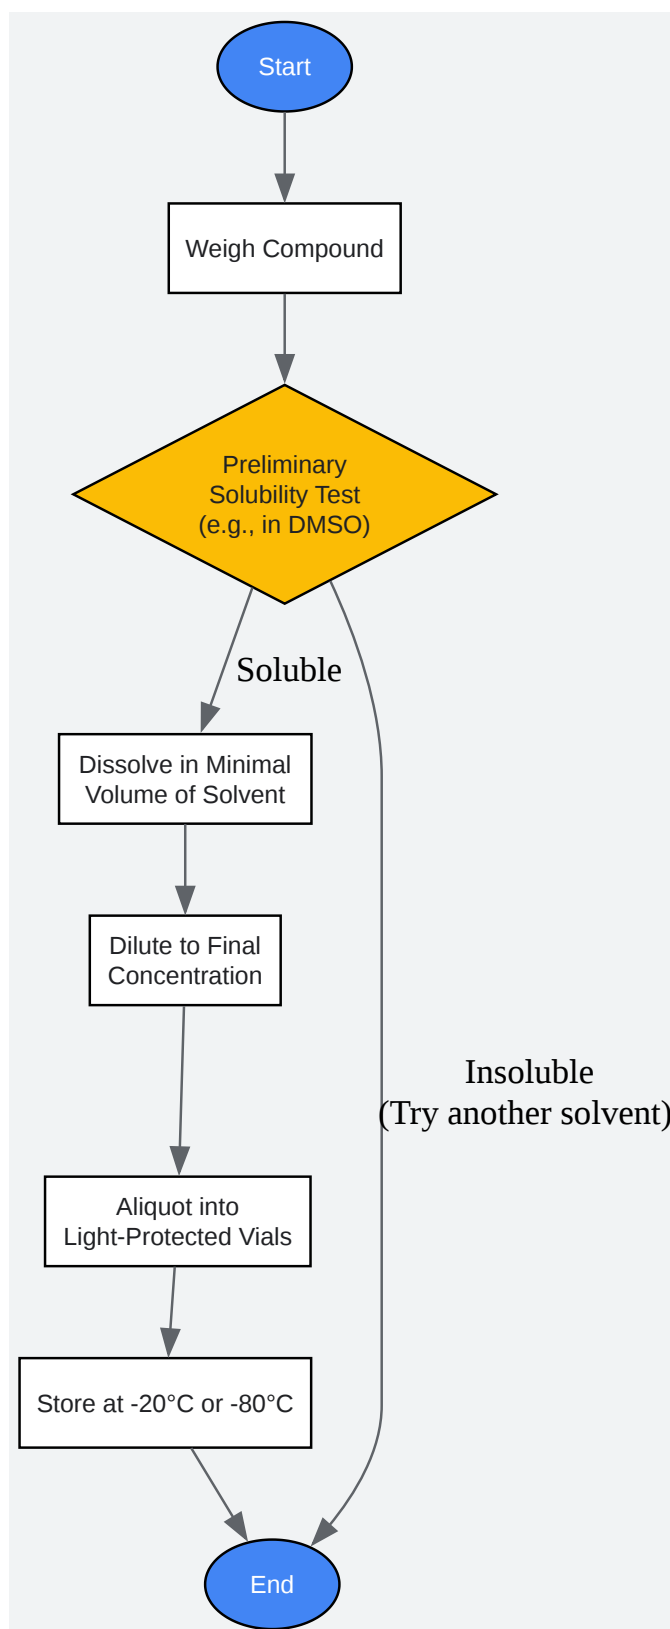 Start
Weigh Compound
Preliminary
Solubility Test
(e.g., in DMSO)
Soluble
Dissolve in Minimal
Volume of Solvent
Dilute to Final
Concentration
Insoluble
(Try another solvent)
Aliquot into
Light-Protected Vials
Store at -20°C or -80°C
End